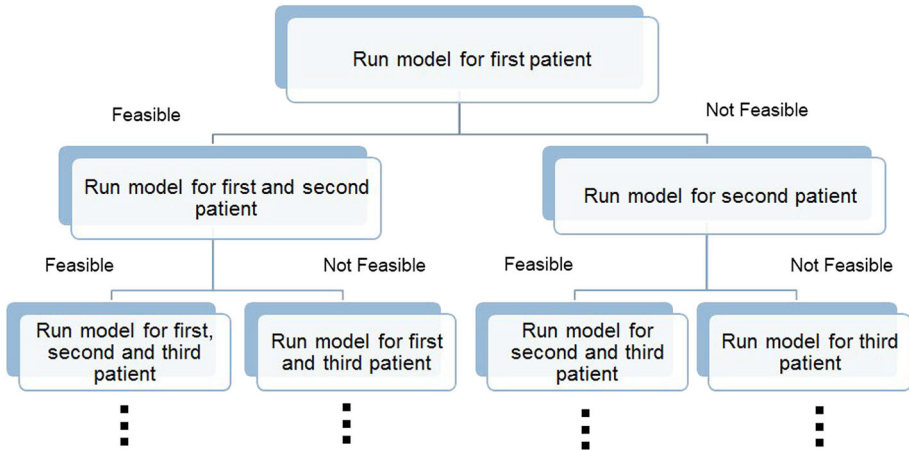 Run model for first patient
Feasible
Not Feasible
Run model for first and second
patient
Run model for second patient
Feasible
Not Feasible
Feasible
Not Feasible
Run model for first,
second and third
patient
Run model for first
and third patient
Run model for
second and third
patient
Run model for third
patient